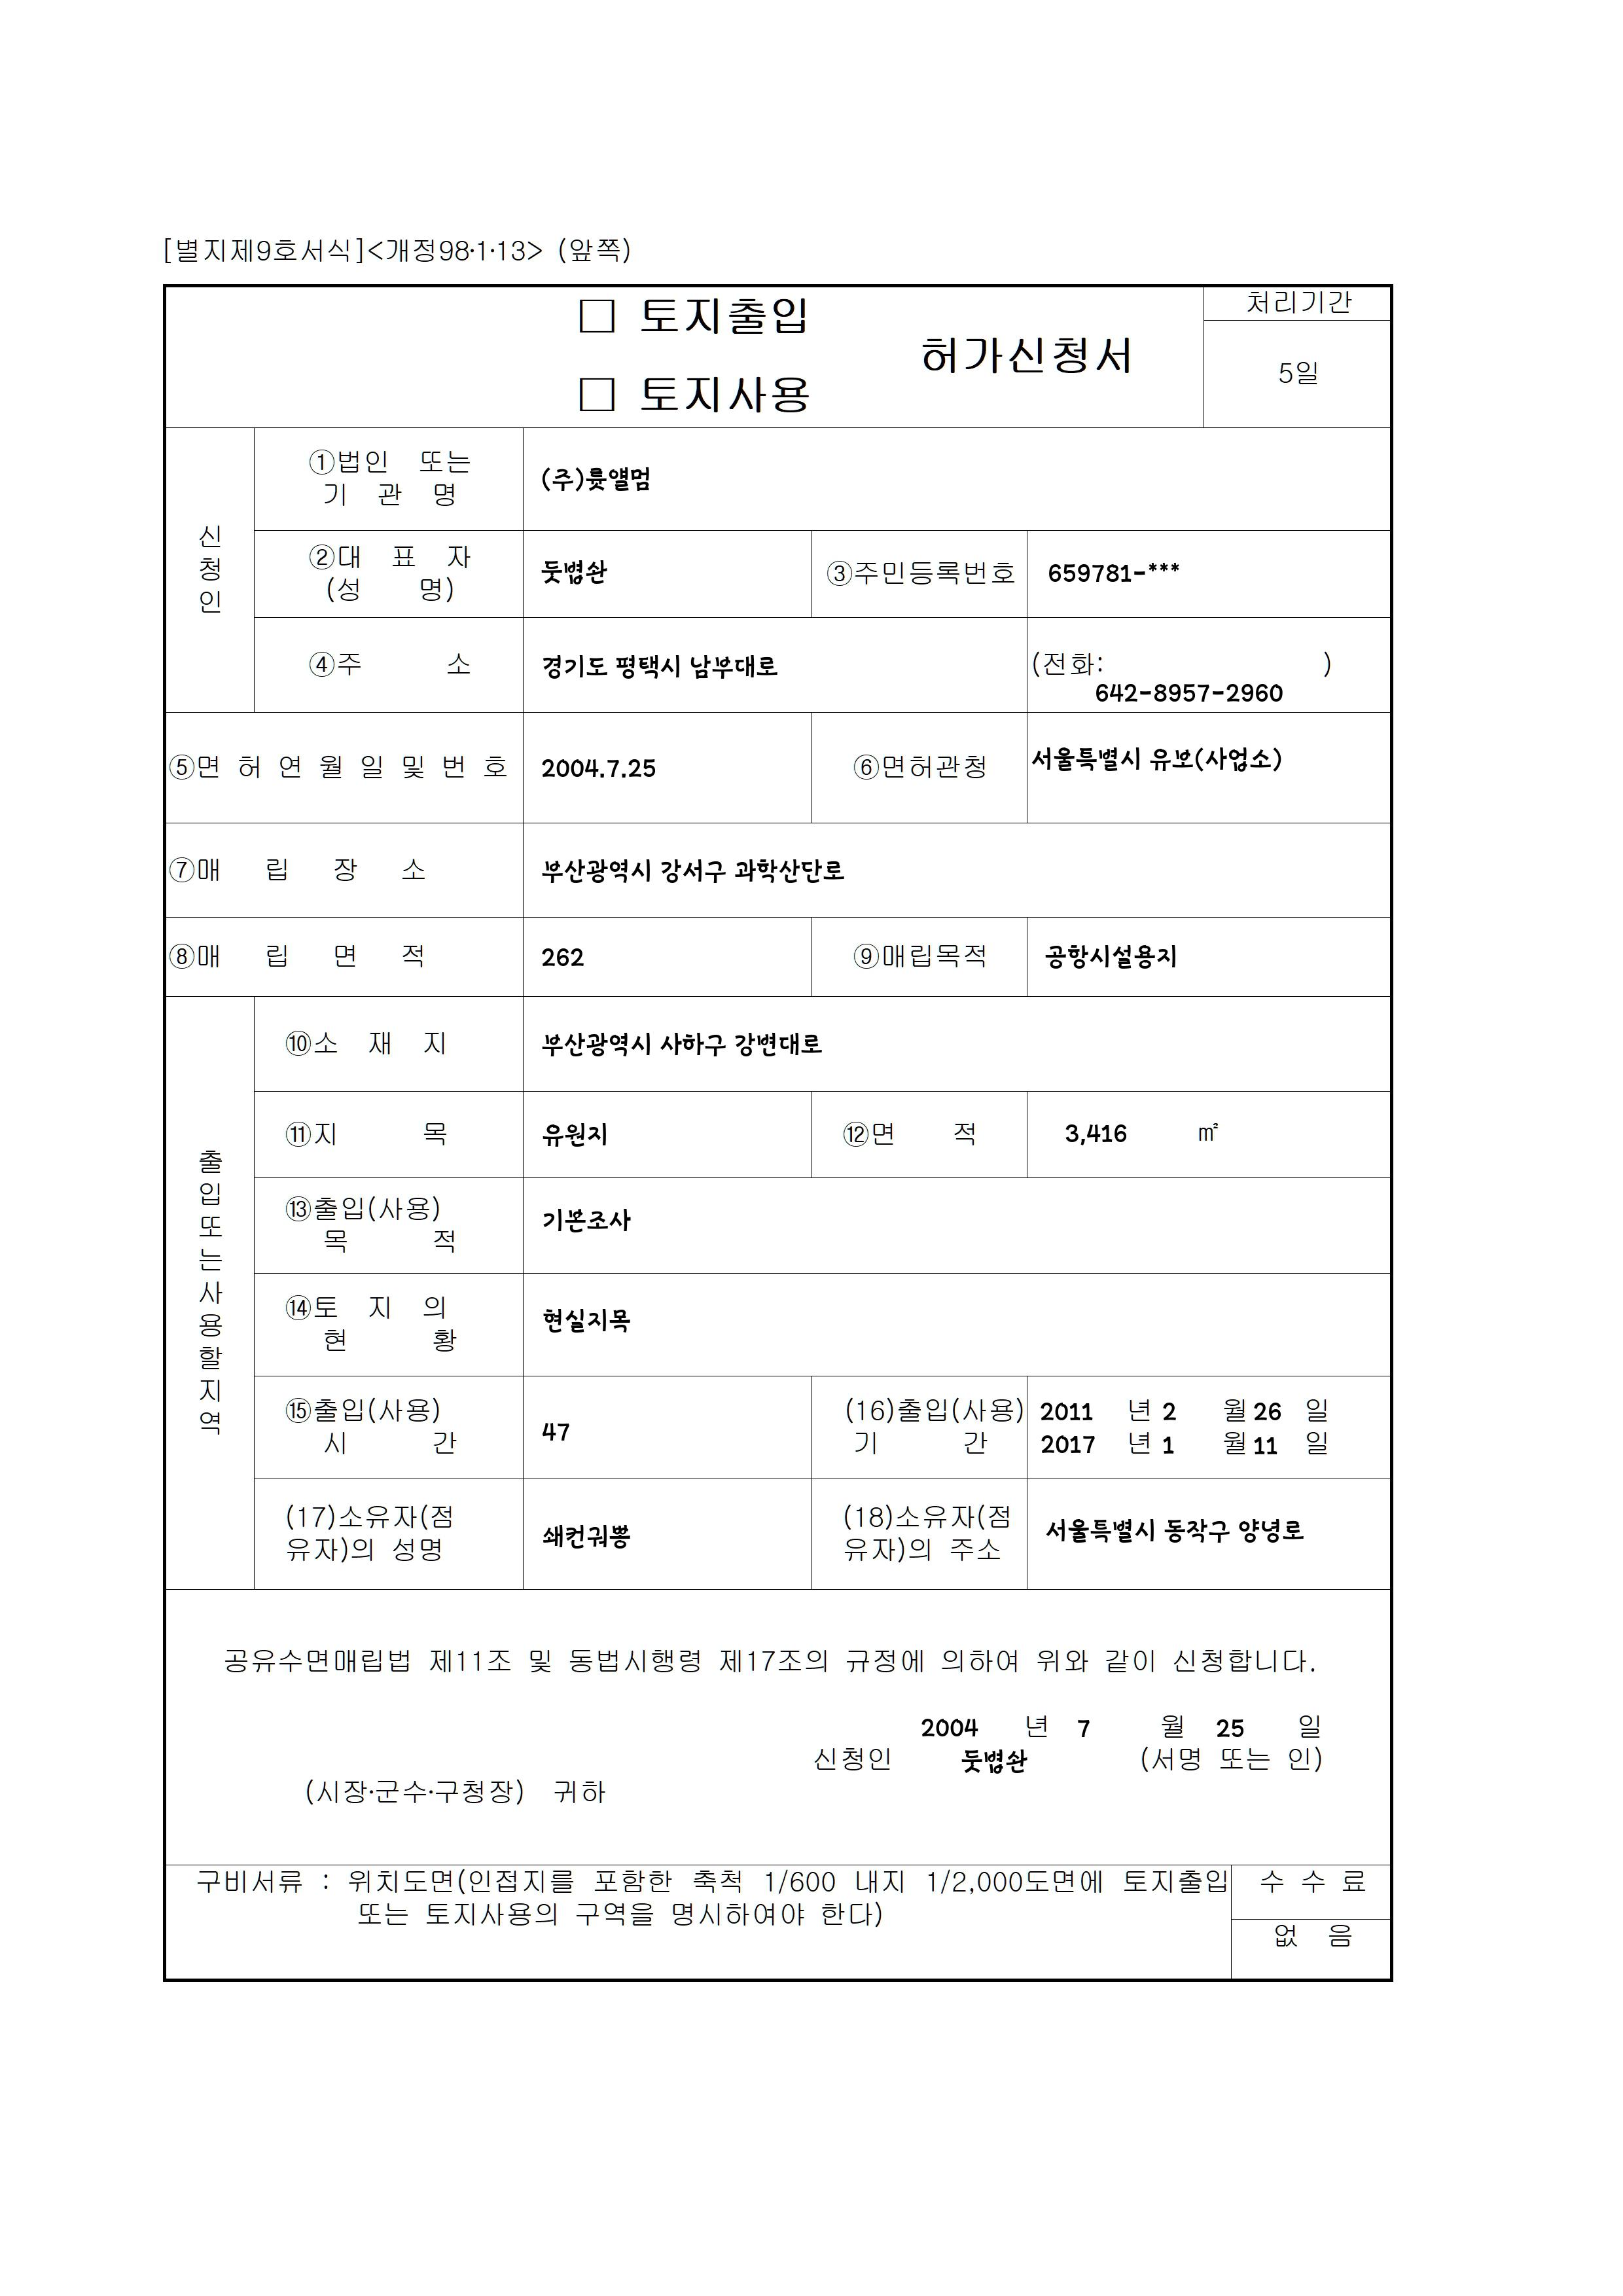 [별지제9호서식]<개정98·1·13> (앞쪽)
□ 토지출입
□ 토지사용
허가신청서
처리기간
5일
신청인
①법인 또는
기 관 명
(주)륫앨멈
②대 표 자
(성 명)
③주민등록번호
659781-***
④주 소
경기도 평택시 남부대로
(전화: )
642-8957-2960
⑤면 허 연 월 일 및 번 호
2004.7.25
⑥면허관청
서울특별시 유보(사업소)
⑦매 립 장 소
부산광역시 강서구 과학산단로
⑧매 립 면 적
262
⑨매립목적
공항시설용지
출입또는사용할지역
⑩소 재 지
부산광역시 사하구 강변대로
⑪지 목
유원지
⑫면 적
3,416 ㎡
⑬출입(사용)
목 적
기본조사
⑭토 지 의
현 황
현실지목
⑮출입(사용)
시 간
47
(16)출입(사용)
기 간
2011 년 2 월 26 일
2017 년 1 월 11 일
(17)소유자(점
유자)의 성명
쇄컨궈뽕
(18)소유자(점
유자)의 주소
서울특별시 동작구 양녕로
공유수면매립법 제11조 및 동법시행령 제17조의 규정에 의하여 위와 같이 신청합니다.
2004 년 7 월 25 일
신청인 (서명 또는 인)
(시장·군수·구청장) 귀하
구비서류 : 위치도면(인접지를 포함한 축척 1/600 내지 1/2,000도면에 토지출입
또는 토지사용의 구역을 명시하여야 한다)
수 수 료
없 음